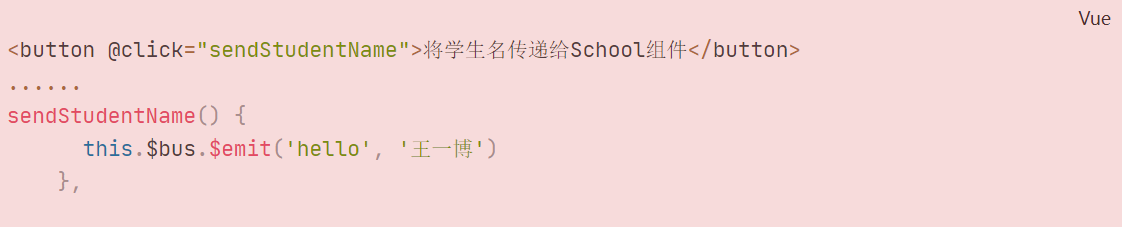 Vue
<button @click="sendStudentName">将学生名传递给School组件</button>
......
sendStudentName() {
      this.$bus.$emit('hello', '王一博')
    },